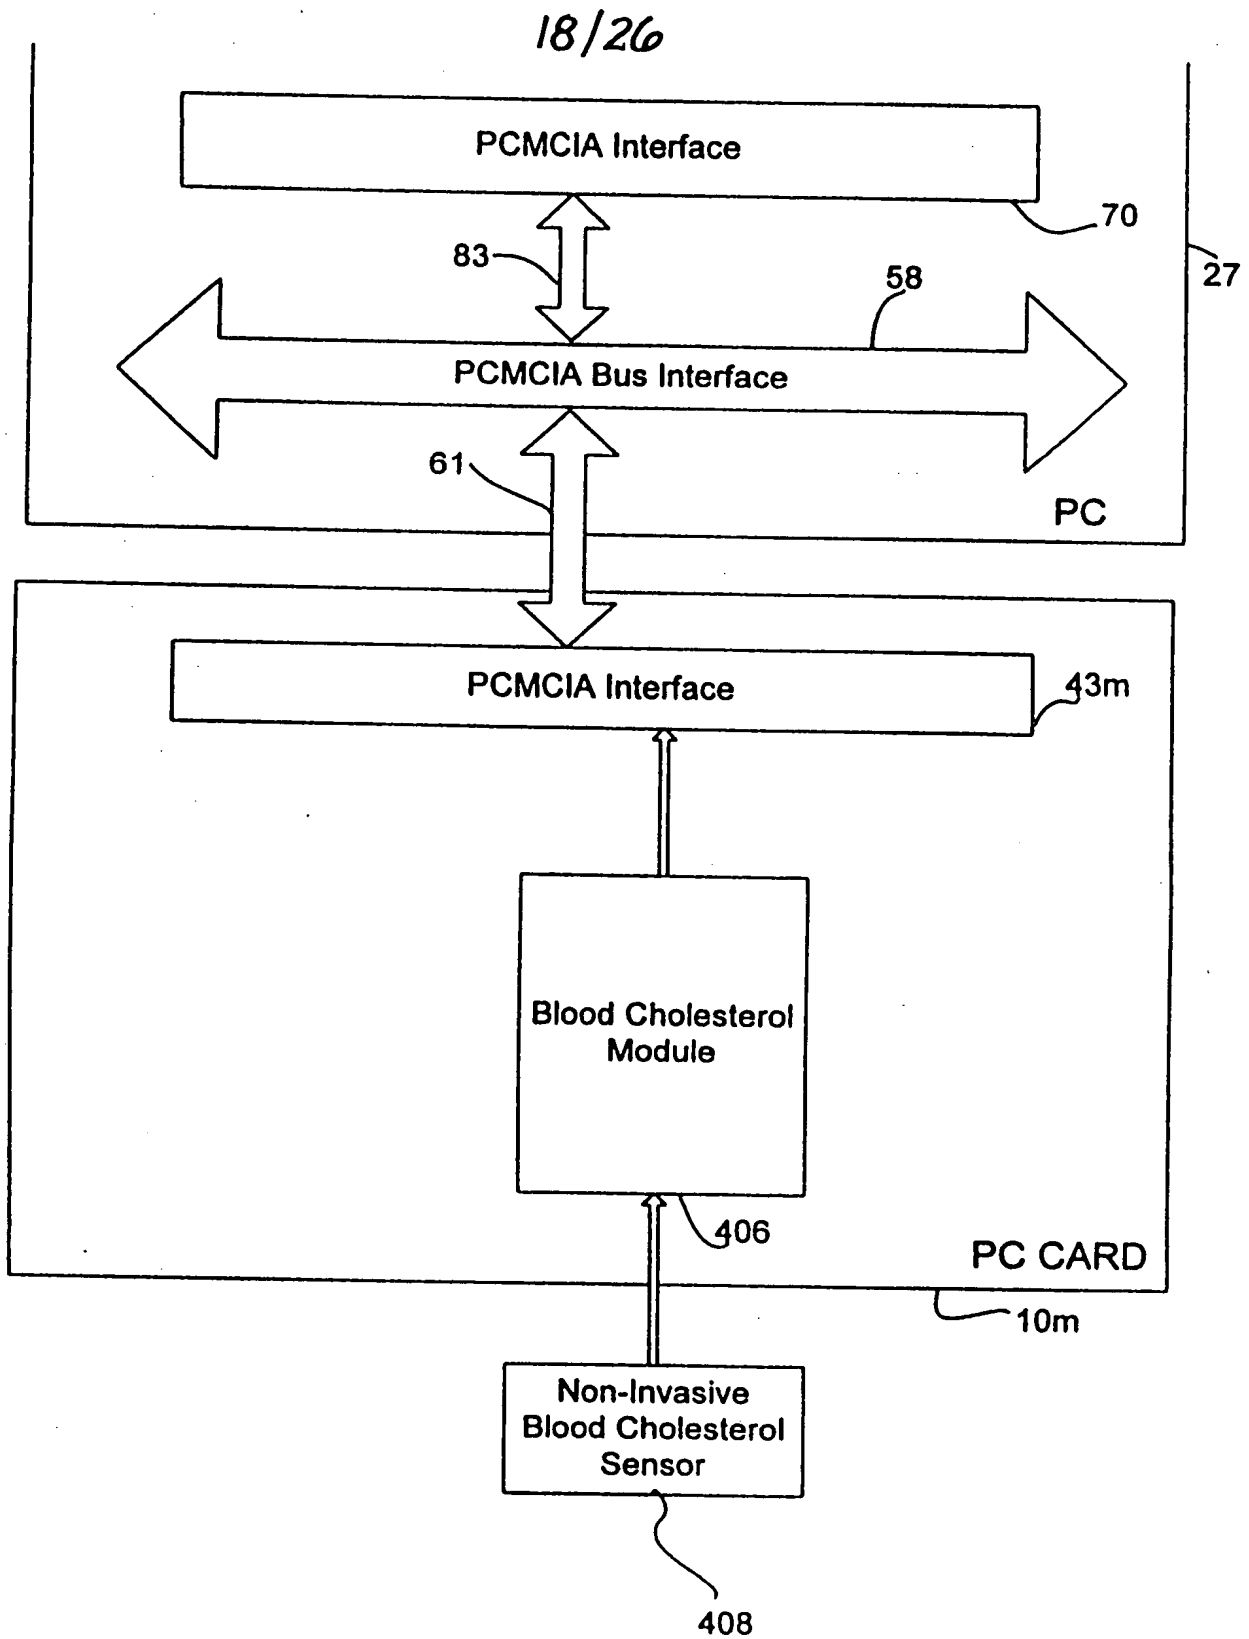 18/26
PCMCIA Interface
70
83
27
58
PCMCIA Bus Interface
61
PC
PCMCIA Interface
43m
Blood Cholesterol
Module
406
PC CARD
10m
Non-Invasive
Blood Cholesterol
Sensor
408